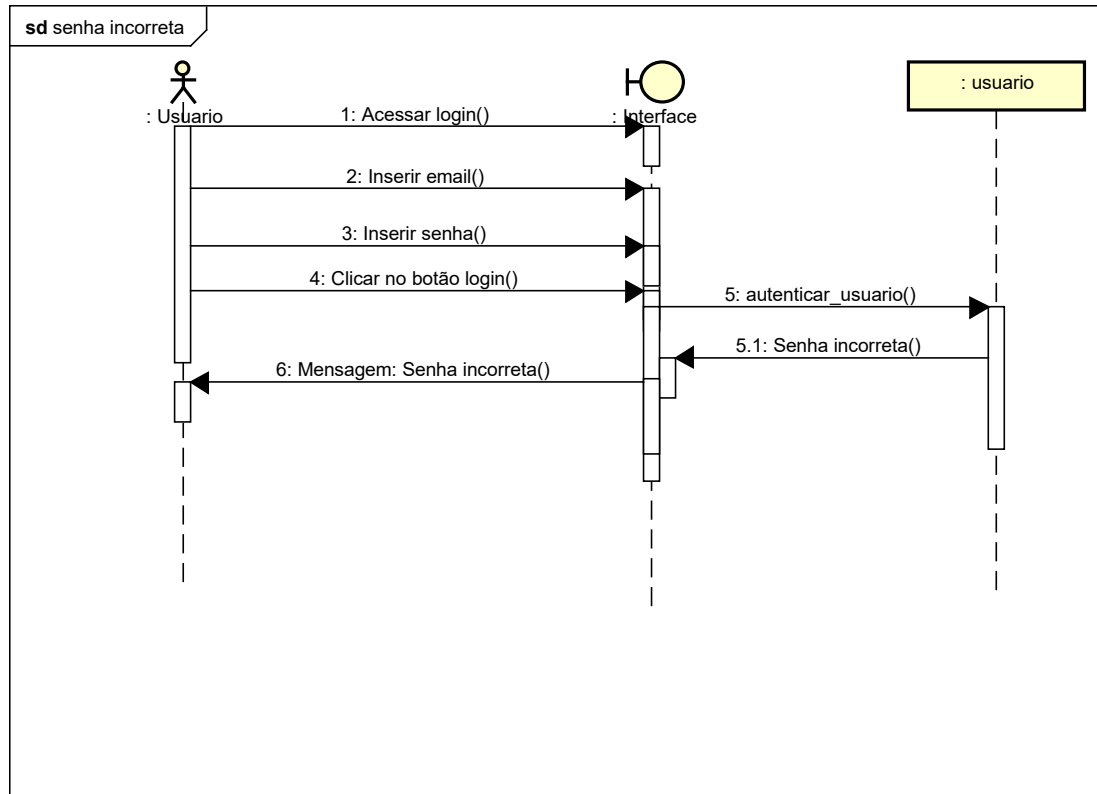 sd senha incorreta
: Usuario
: Interface
: usuario
1: Acessar login()
2: Inserir email()
3: Inserir senha()
4: Clicar no botão login()
5: autenticar_usuario()
5.1: Senha incorreta()
6: Mensagem: Senha incorreta()